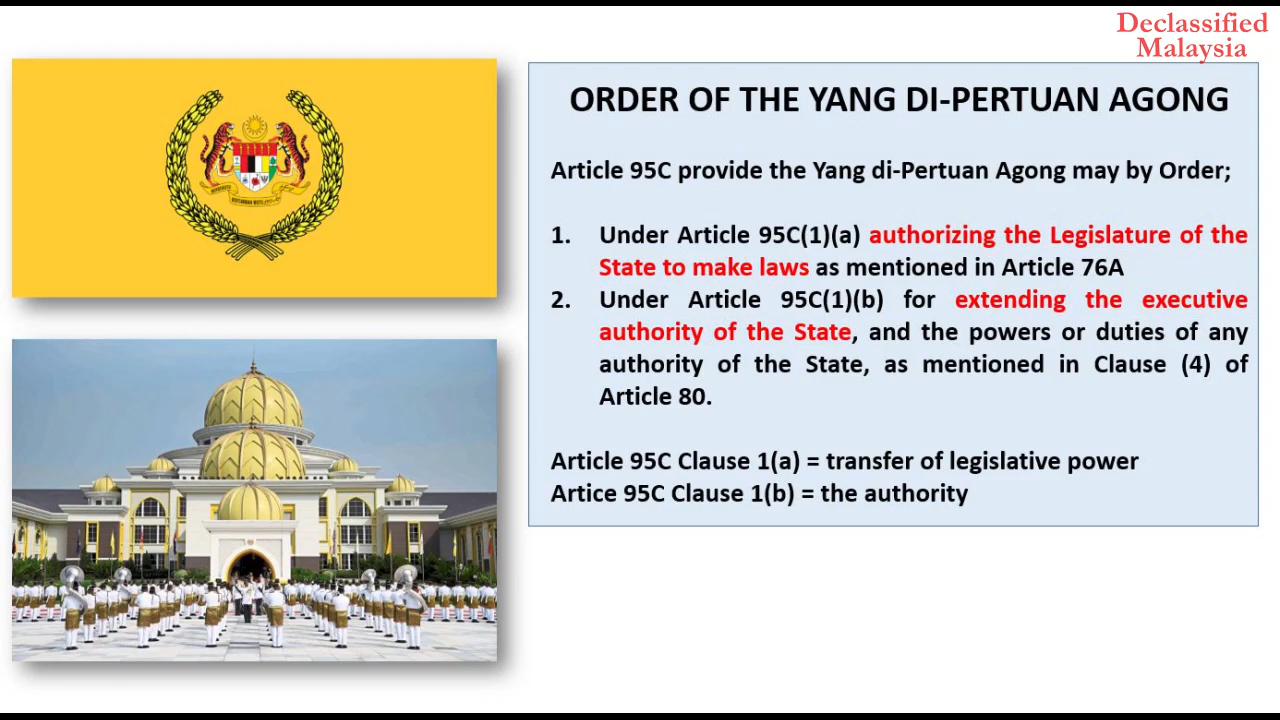 Declassified
Malaysia
ORDER OF THE YANG DI-PERTUAN AGONG
Article 95C provide the Yang di-Pertuan Agong may by Order;
1. Under Article 95C(1)(a) authorizing the Legislature of the
State to make laws as mentioned in Article 76A
2. Under Article 95C(1)(b) for extending the executive
authority of the State, and the powers or duties of any
authority of the State, as mentioned in Clause (4) of
Article 80.
Article 95C Clause 1(a) = transfer of legislative power
Artice 95C Clause 1(b) = the authority